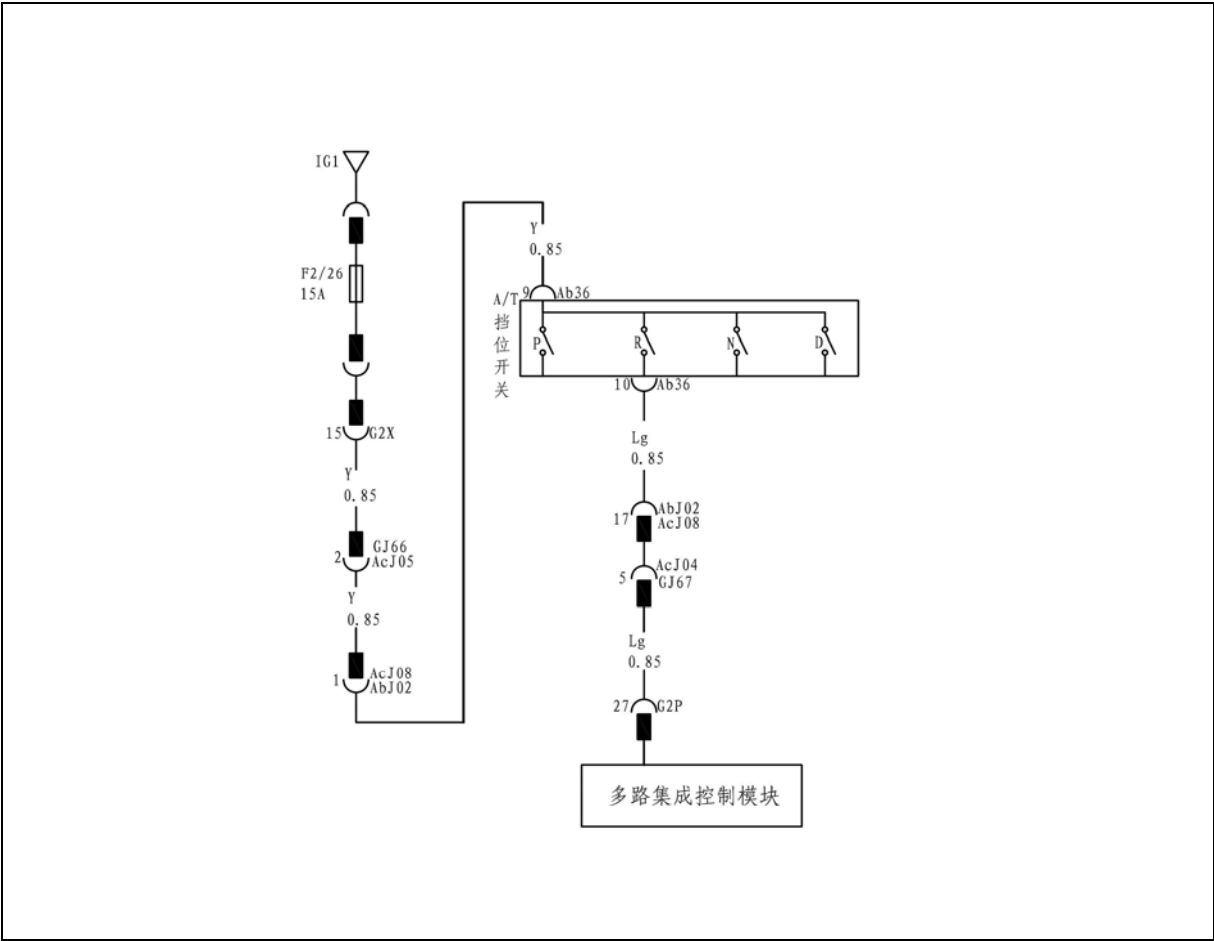 IG1
F2/26
15A
15 G2X
Y
0.85
2 GJ66
AcJ05
Y
0.85
1 AcJ08
AbJ02
Y
0.85
9 Ab36
A/T
挡
位
开
关
P R N D
10 Ab36
Lg
0.85
17 AbJ02
AcJ08
5 AcJ04
GJ67
Lg
0.85
27 G2P
多路集成控制模块